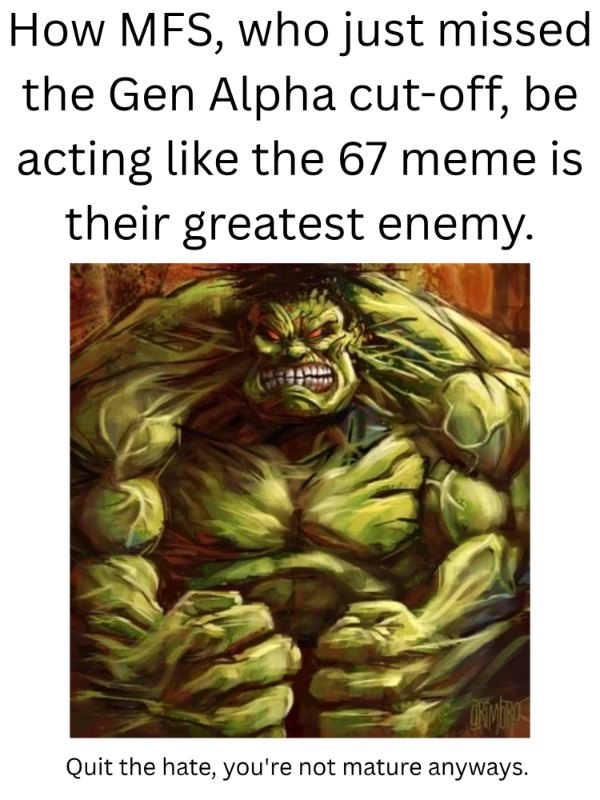 How MFS, who just missed
the Gen Alpha cut-off, be
acting like the 67 meme is
their greatest enemy.
Quit the hate, you're not mature anyways.